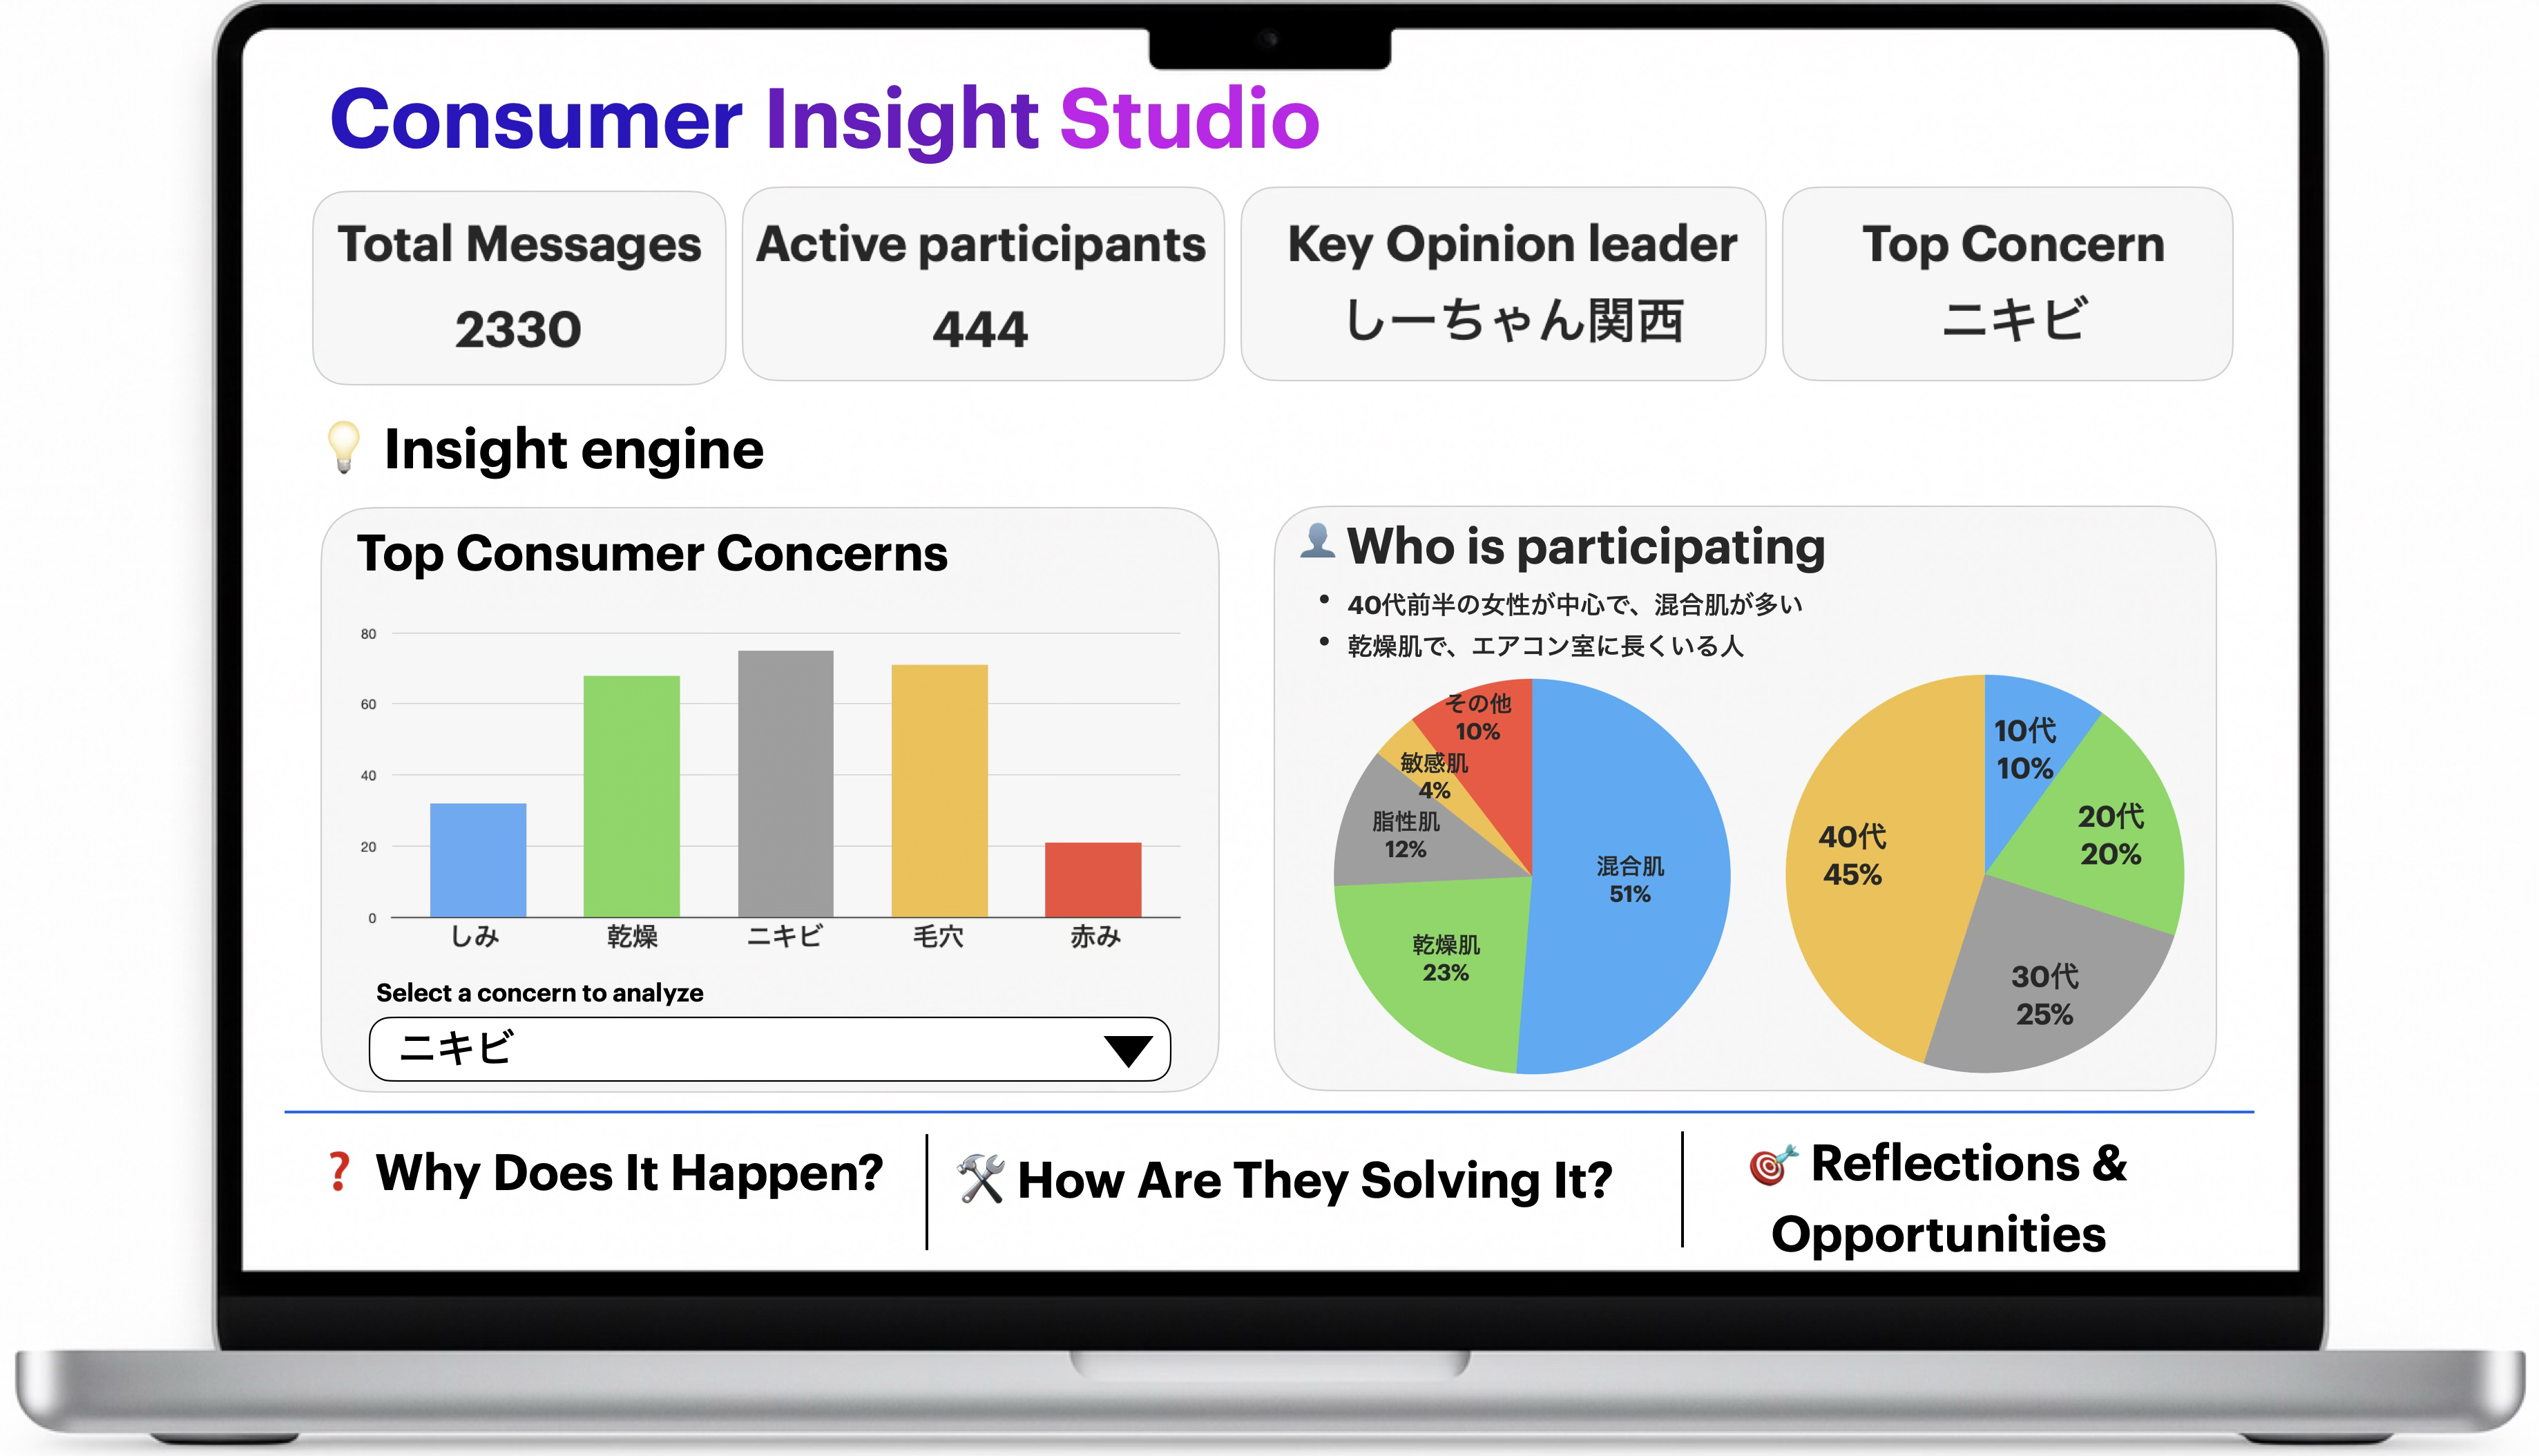 Consumer Insight Studio
Total Messages
2330
Active participants
444
Key Opinion leader
しーちゃん関西
Top Concern
ニキビ
💡 Insight engine
Top Consumer Concerns
80
60
40
20
0
しみ
乾燥
ニキビ
毛穴
赤み
Select a concern to analyze
ニキビ
👤 Who is participating
• 40代前半の女性が中心で、混合肌が多い
• 乾燥肌で、エアコン室に長くいる人
その他
10%
敏感肌
4%
脂性肌
12%
乾燥肌
23%
混合肌
51%
10代
10%
20代
20%
30代
25%
40代
45%
❓ Why Does It Happen?
🛠 How Are They Solving It?
🎯 Reflections &
Opportunities